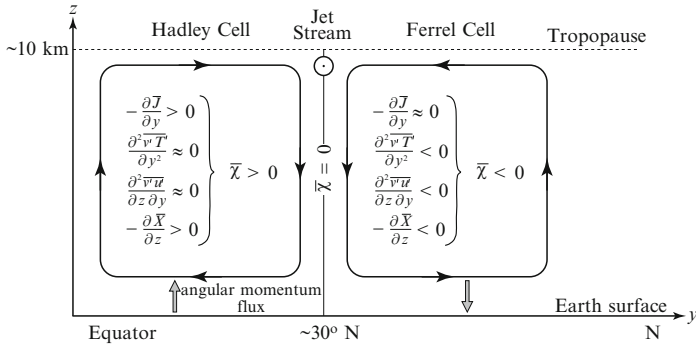 z
Hadley Cell
Jet
Stream
Ferrel Cell
Tropopause
~10 km
− ∂J̅/∂y > 0
∂²v̅'T̅'/∂y² ≈ 0
∂²v̅'u̅'/∂z ∂y ≈ 0
− ∂X̅/∂z > 0
χ̅ > 0
χ̅ = 0
− ∂J̅/∂y ≈ 0
∂²v̅'T̅'/∂y² < 0
∂²v̅'u̅'/∂z ∂y < 0
− ∂X̅/∂z < 0
χ̅ < 0
angular momentum
flux
Earth surface
y
Equator
~30º N
N